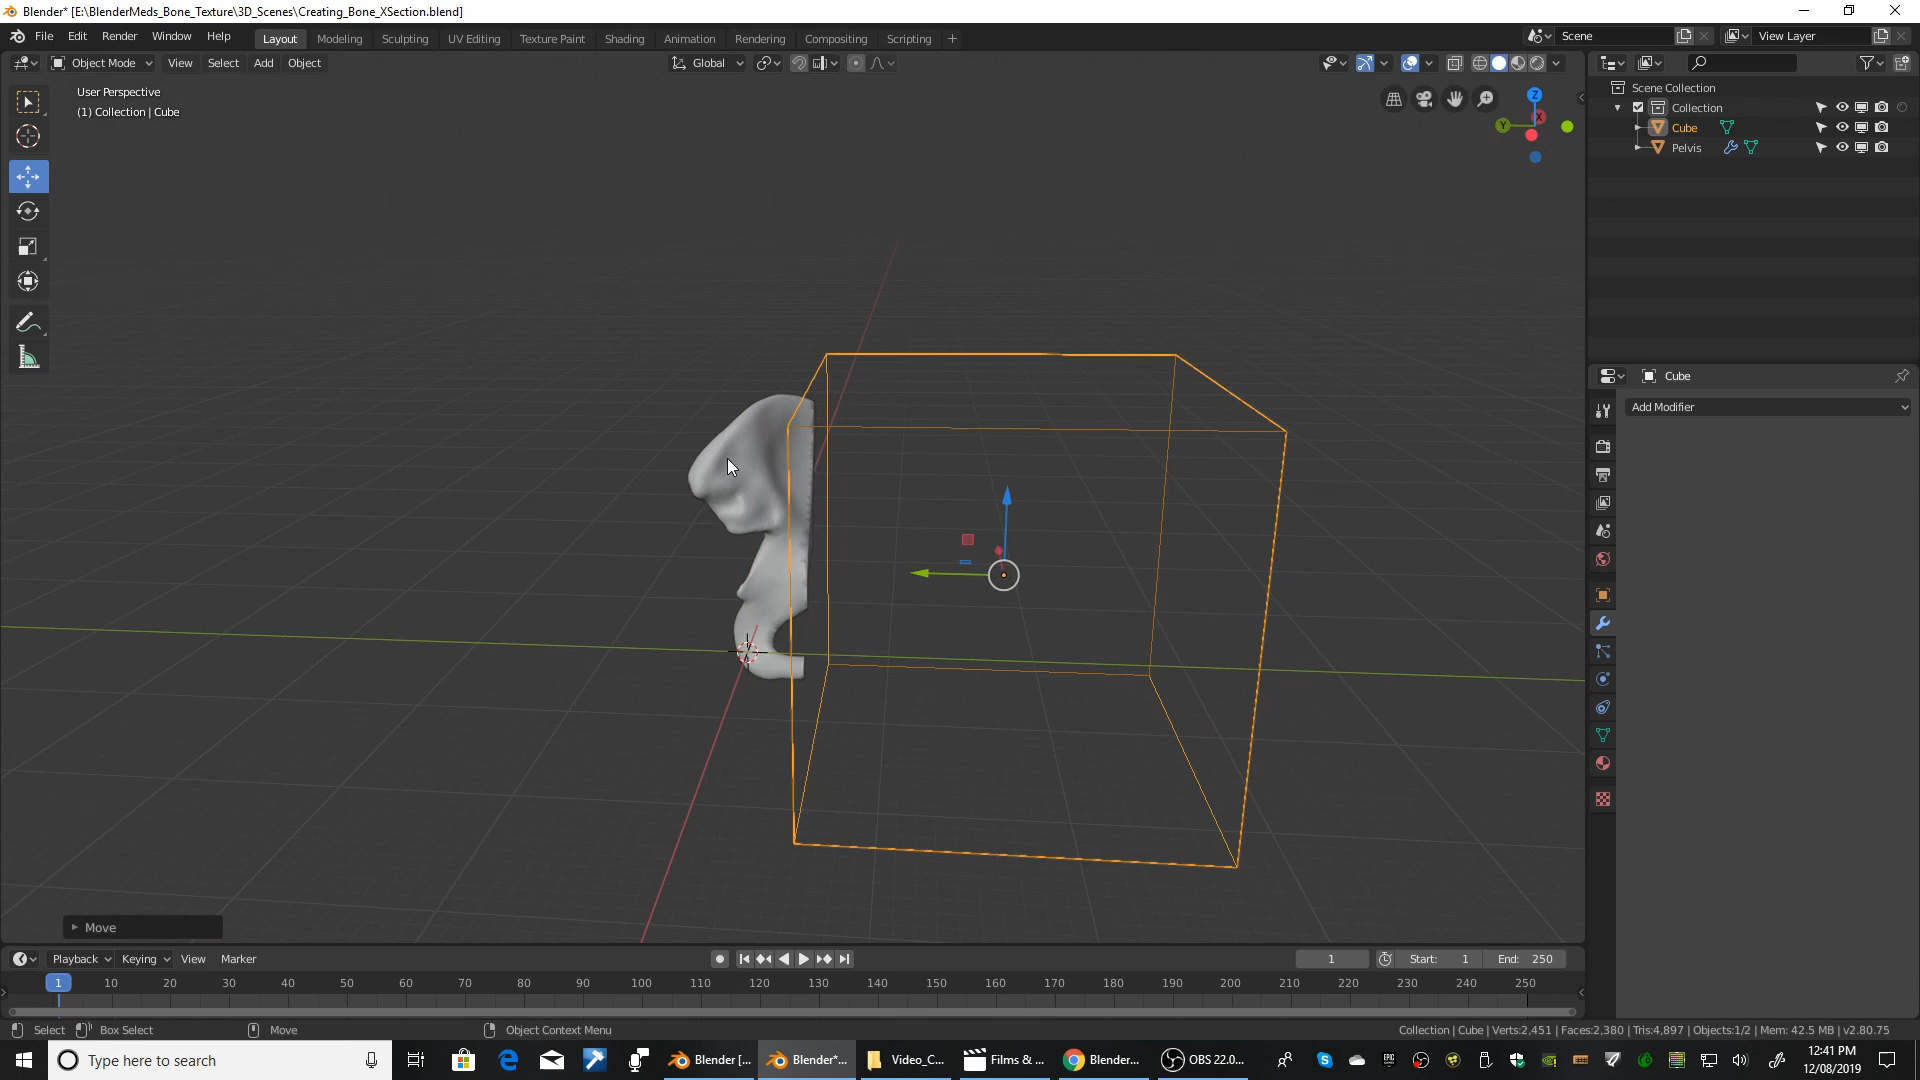 Blender* [E:\BlenderMeds_Bone_Texture\3D_Scenes\Creating_Bone_XSection.blend]
File Edit Render Window Help Layout Modeling Sculpting UV Editing Texture Paint Shading Animation Rendering Compositing Scripting + Scene View Layer
Object Mode View Select Add Object Global
User Perspective
(1) Collection | Cube
Z
X
Y
Scene Collection
Collection
Cube
Pelvis
Cube
Add Modifier
Move
Playback Keying View Marker 1 Start: 1 End: 250
1 10 20 30 40 50 60 70 80 90 100 110 120 130 140 150 160 170 180 190 200 210 220 230 240 250
Select Box Select Move Object Context Menu Collection | Cube | Verts:2,451 | Faces:2,380 | Tris:4,897 | Objects:1/2 | Mem: 42.5 MB | v2.80.75
Type here to search Blender [... Blender*... Video_C... Films & ... Blender... OBS 22.0...
12:41 PM
12/08/2019